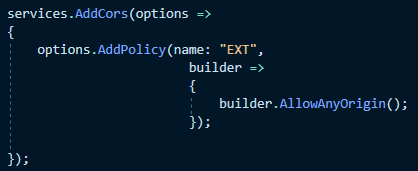 services.AddCors(options =>
{
    options.AddPolicy(name: "EXT",
                      builder =>
                      {
                          builder.AllowAnyOrigin();
                      });

});